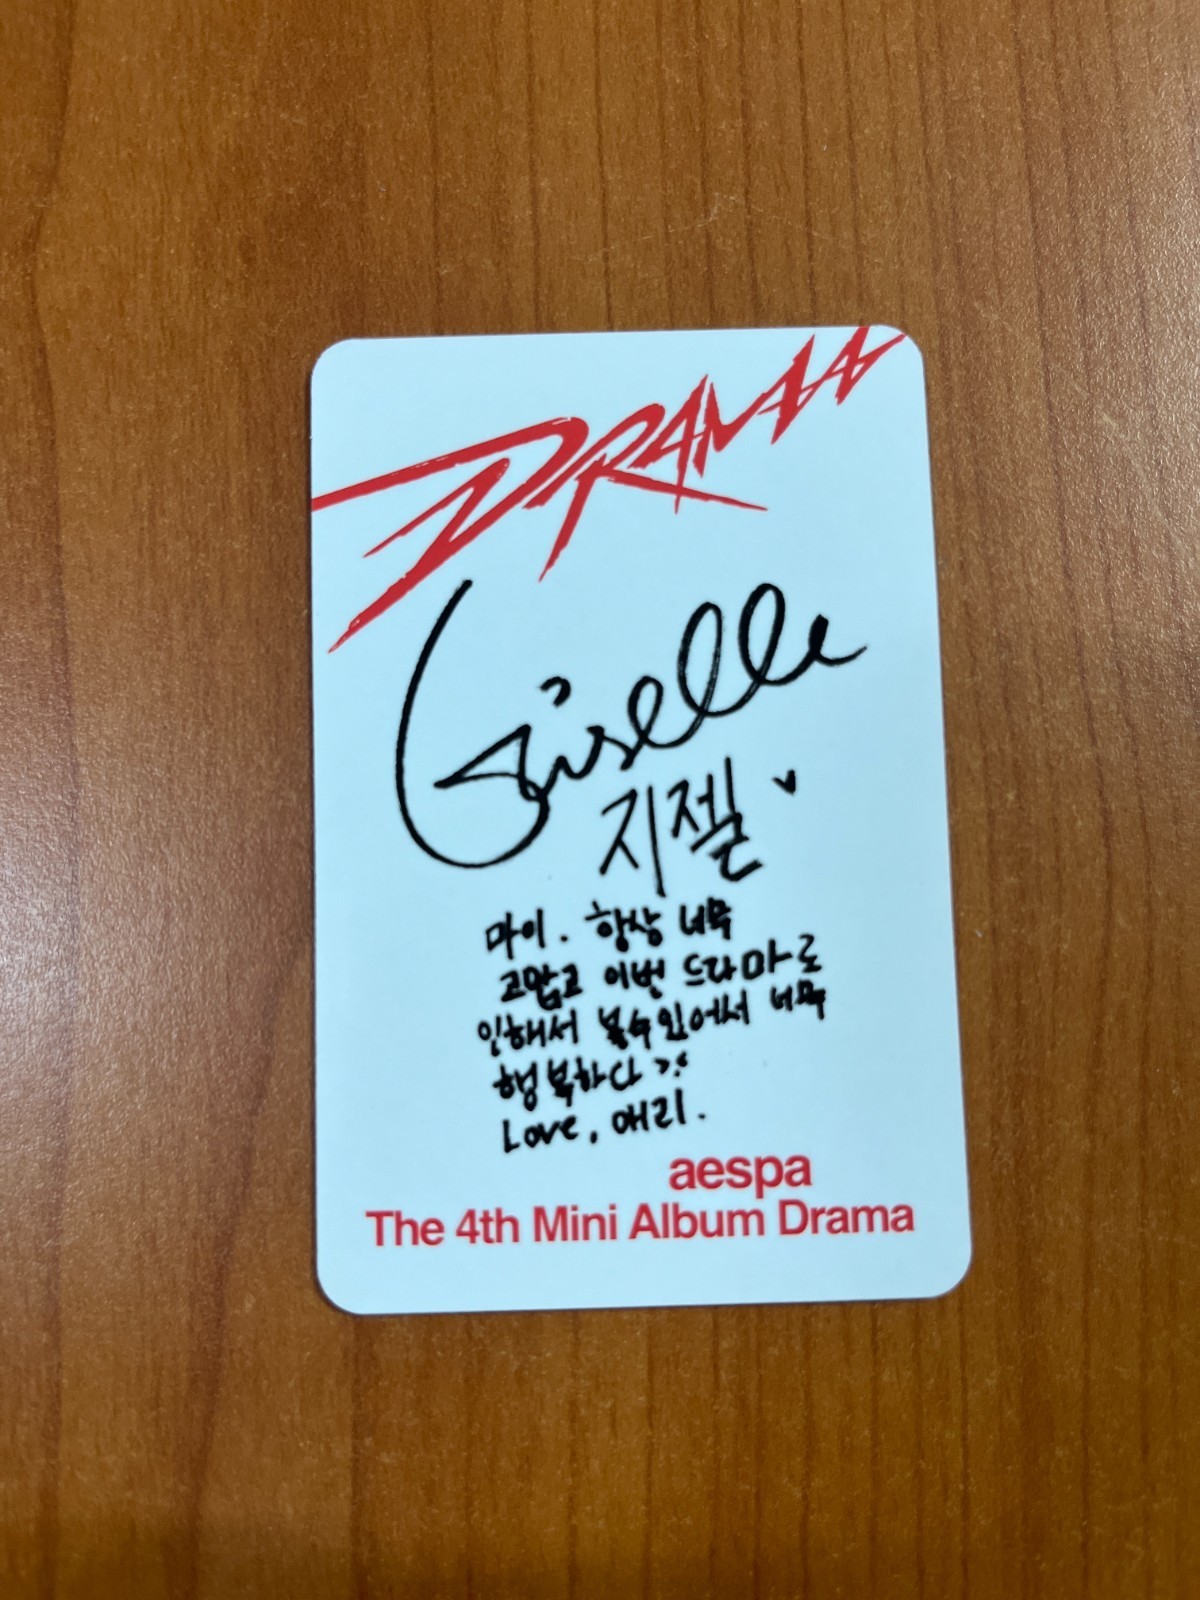 DRAMA
Giselle
지젤
마이. 항상 너무
고맙고 이번 드라마로
인해서 볼수있어서 너무
행복하다
Love, 애리.
aespa
The 4th Mini Album Drama